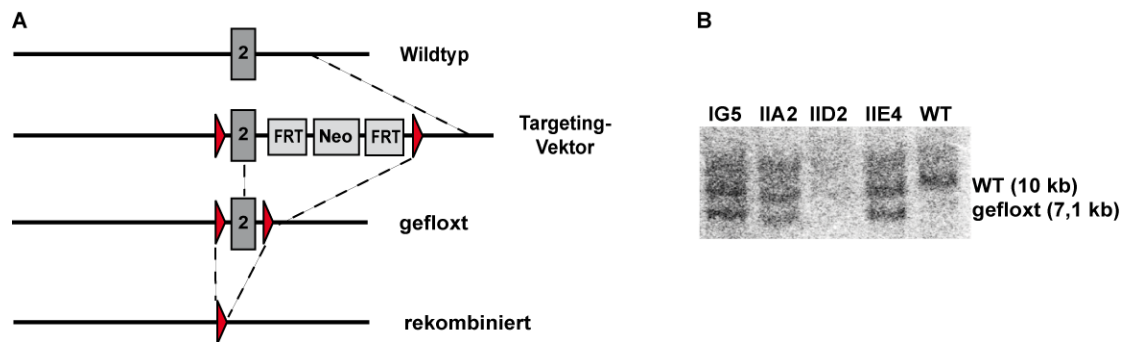 A
2
Wildtyp
2
FRT
Neo
FRT
Targeting-
Vektor
2
gefloxt
rekombiniert
B
IG5 IIA2 IID2 IIE4 WT
WT (10 kb)
gefloxt (7,1 kb)